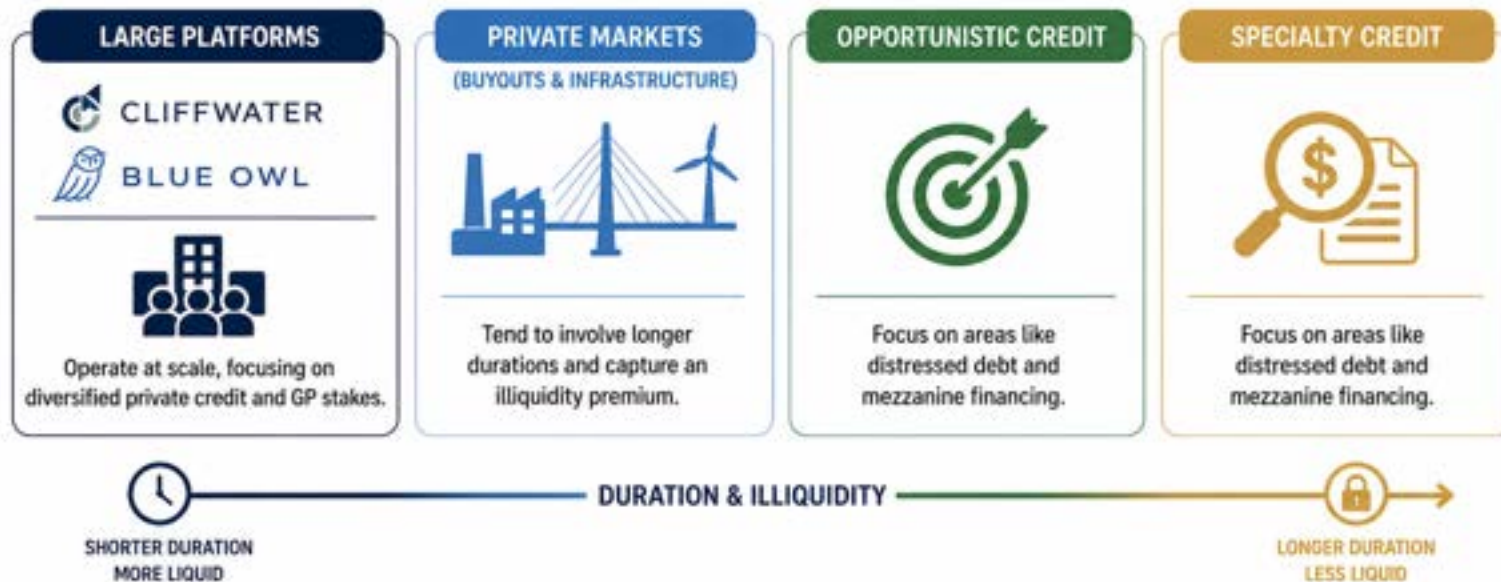 LARGE PLATFORMS
CLIFFWATER
BLUE OWL
Operate at scale, focusing on
diversified private credit and GP stakes.
PRIVATE MARKETS
(BUYOUTS & INFRASTRUCTURE)
Tend to involve longer
durations and capture an
illiquidity premium.
OPPORTUNISTIC CREDIT
Focus on areas like
distressed debt and
mezzanine financing.
SPECIALTY CREDIT
$
Focus on areas like
distressed debt and
mezzanine financing.
DURATION & ILLIQUIDITY
SHORTER DURATION
MORE LIQUID
LONGER DURATION
LESS LIQUID